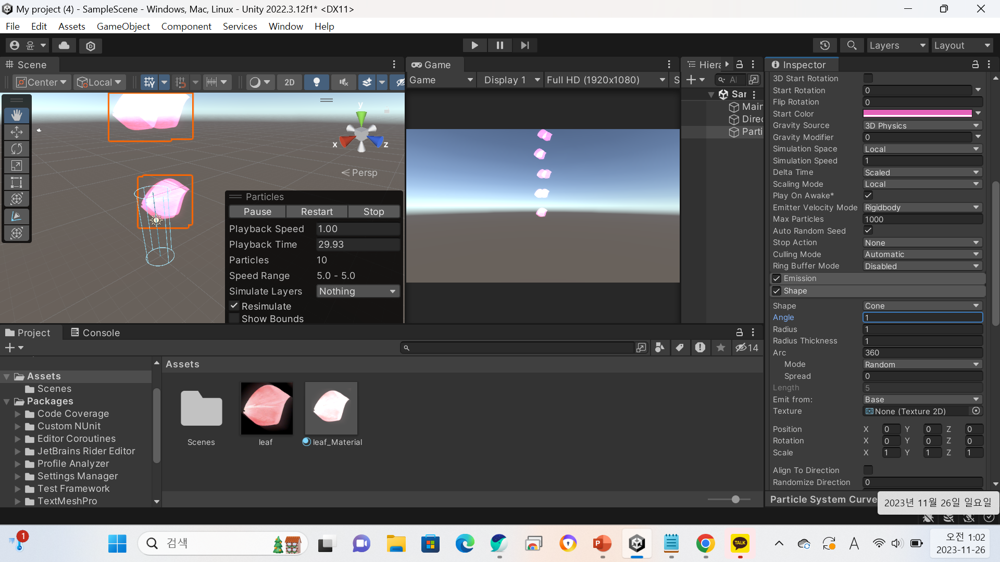 My project (4) - SampleScene - Windows, Mac, Linux - Unity 2022.3.12f1* <DX11>
File Edit Assets GameObject Component Services Window Help
윤
Layers
Layout
Scene
Center
Local
2D
y
x
z
Persp
Particles
Pause Restart Stop
Playback Speed 1.00
Playback Time 29.93
Particles 10
Speed Range 5.0 - 5.0
Simulate Layers Nothing
Resimulate
Show Bounds
Game
Game Display 1 Full HD (1920x1080) S
Hiera
Al
Sar
Main
Direc
Parti
Inspector
3D Start Rotation
Start Rotation 0
Flip Rotation 0
Start Color
Gravity Source 3D Physics
Gravity Modifier 0
Simulation Space Local
Simulation Speed 1
Delta Time Scaled
Scaling Mode Local
Play On Awake*
Emitter Velocity Mode Rigidbody
Max Particles 1000
Auto Random Seed
Stop Action None
Culling Mode Automatic
Ring Buffer Mode Disabled
Emission
Shape
Shape Cone
Angle 1
Radius 1
Radius Thickness 1
Arc 360
Mode Random
Spread 0
Length 5
Emit from: Base
Texture None (Texture 2D)
Position X 0 Y 0 Z 0
Rotation X 0 Y 0 Z 0
Scale X 1 Y 1 Z 1
Align To Direction
Randomize Direction 0
Particle System Curve
2023년 11월 26일 일요일
Project Console
14
Assets
Scenes
Packages
Code Coverage
Custom NUnit
Editor Coroutines
JetBrains Rider Editor
Profile Analyzer
Settings Manager
Test Framework
TextMeshPro
Assets
Scenes
leaf
leaf_Material
1
검색
P
TALK
A
오전 1:02
2023-11-26